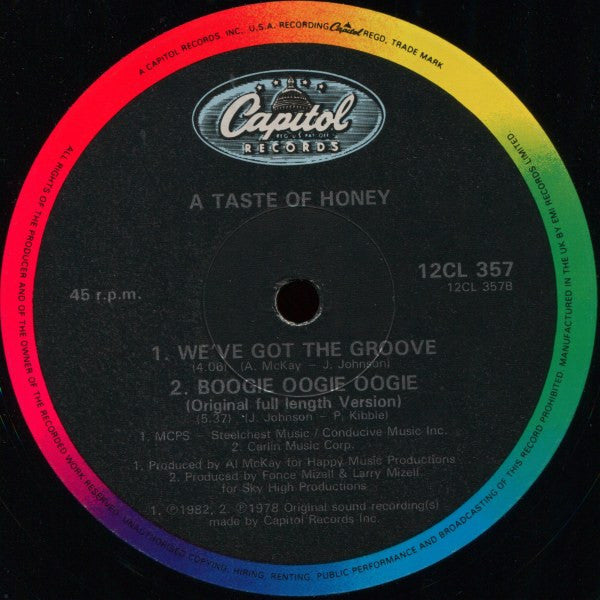 A CAPITOL RECORDS, INC., U.S.A. RECORDING Capitol REGD. TRADE MARK
Capitol
REG. U.S. PAT. OFF.
RECORDS
A TASTE OF HONEY
12CL 357
12CL 357B
45 r.p.m.
1. WE'VE GOT THE GROOVE
(4.06) (A. McKay – J. Johnson)
2. BOOGIE OOGIE OOGIE
(Original full length Version)
(5.37) (J. Johnson – P. Kibble)
1. MCPS – Steelchest Music / Conducive Music Inc.
2. Carlin Music Corp.
1. Produced by Al McKay for Happy Music Productions
2. Produced by Fonce Mizell & Larry Mizell
for Sky High Productions
1. ℗1982, 2. ℗1978 Original sound recording(s)
made by Capitol Records Inc.
ALL RIGHTS OF THE PRODUCER AND OF THE OWNER OF THE RECORDED WORK RESERVED. UNAUTHORISED COPYING, HIRING, RENTING, PUBLIC PERFORMANCE AND BROADCASTING OF THIS RECORD PROHIBITED. MANUFACTURED IN THE UK BY EMI RECORDS LIMITED